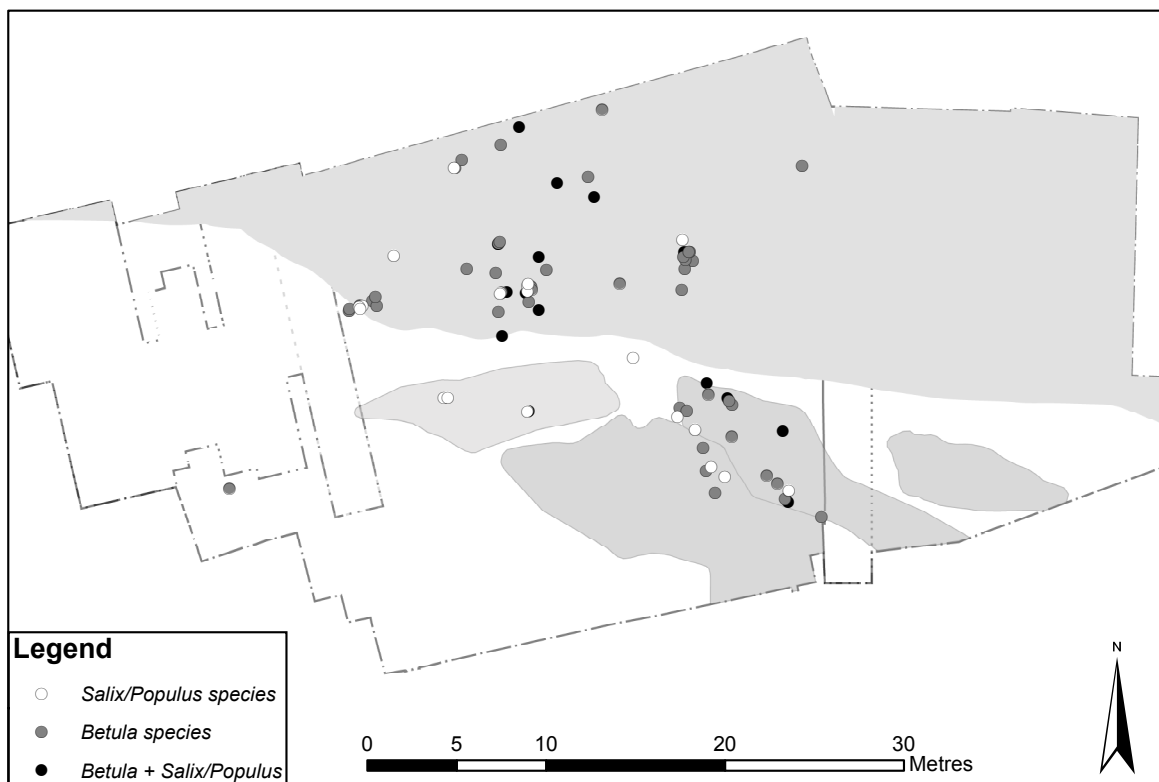 N
Legend
Salix/Populus species
Betula species
Betula + Salix/Populus
0 5 10 20 30
Metres